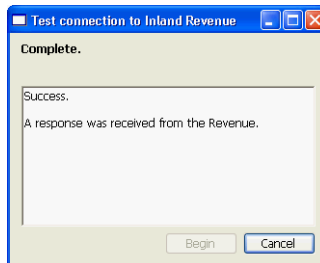 Test connection to Inland Revenue
Complete.
Success.
A response was received from the Revenue.
Begin
Cancel